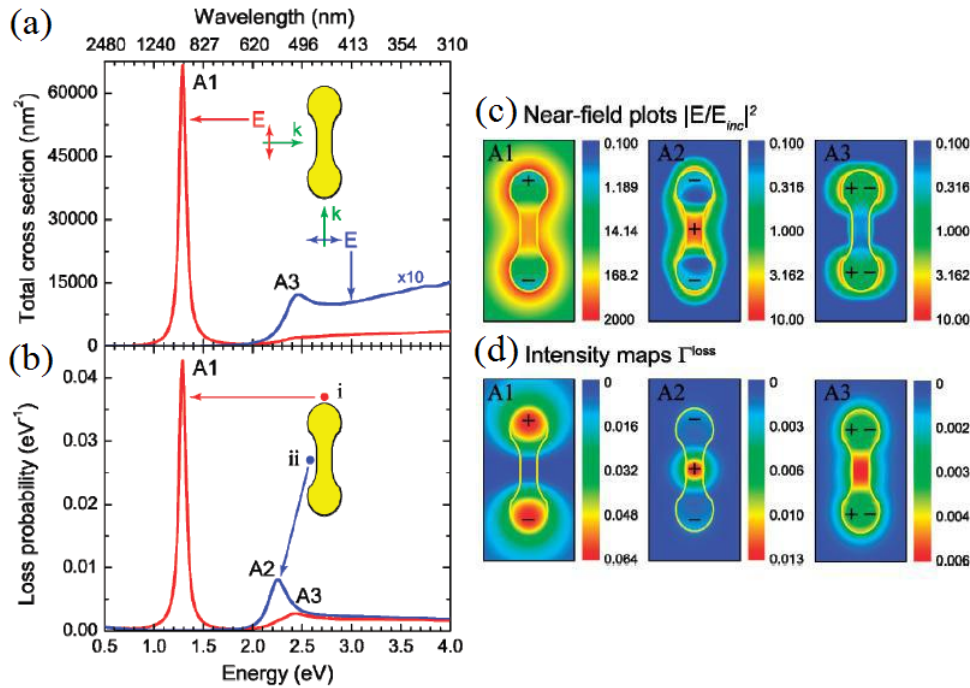 (a)
Wavelength (nm)
2480 1240 827 620 496 413 354 310
Total cross section (nm²)
60000
45000
30000
15000
0
A1
E
k
k
E
A3
x10
(b)
Loss probability (eV⁻¹)
0.04
0.03
0.02
0.01
0.00
A1
i
ii
A2
A3
0.5 1.0 1.5 2.0 2.5 3.0 3.5 4.0
Energy (eV)
(c) Near-field plots |E/E_inc|²
A1
+
−
0.100
1.189
14.14
168.2
2000
A2
−
+
−
0.100
0.316
1.000
3.162
10.00
A3
+ −
+ −
0.100
0.316
1.000
3.162
10.00
(d) Intensity maps Γ^loss
A1
+
−
0
0.016
0.032
0.048
0.064
A2
−
+
−
0
0.003
0.006
0.010
0.013
A3
+ −
+ −
0
0.002
0.003
0.005
0.006